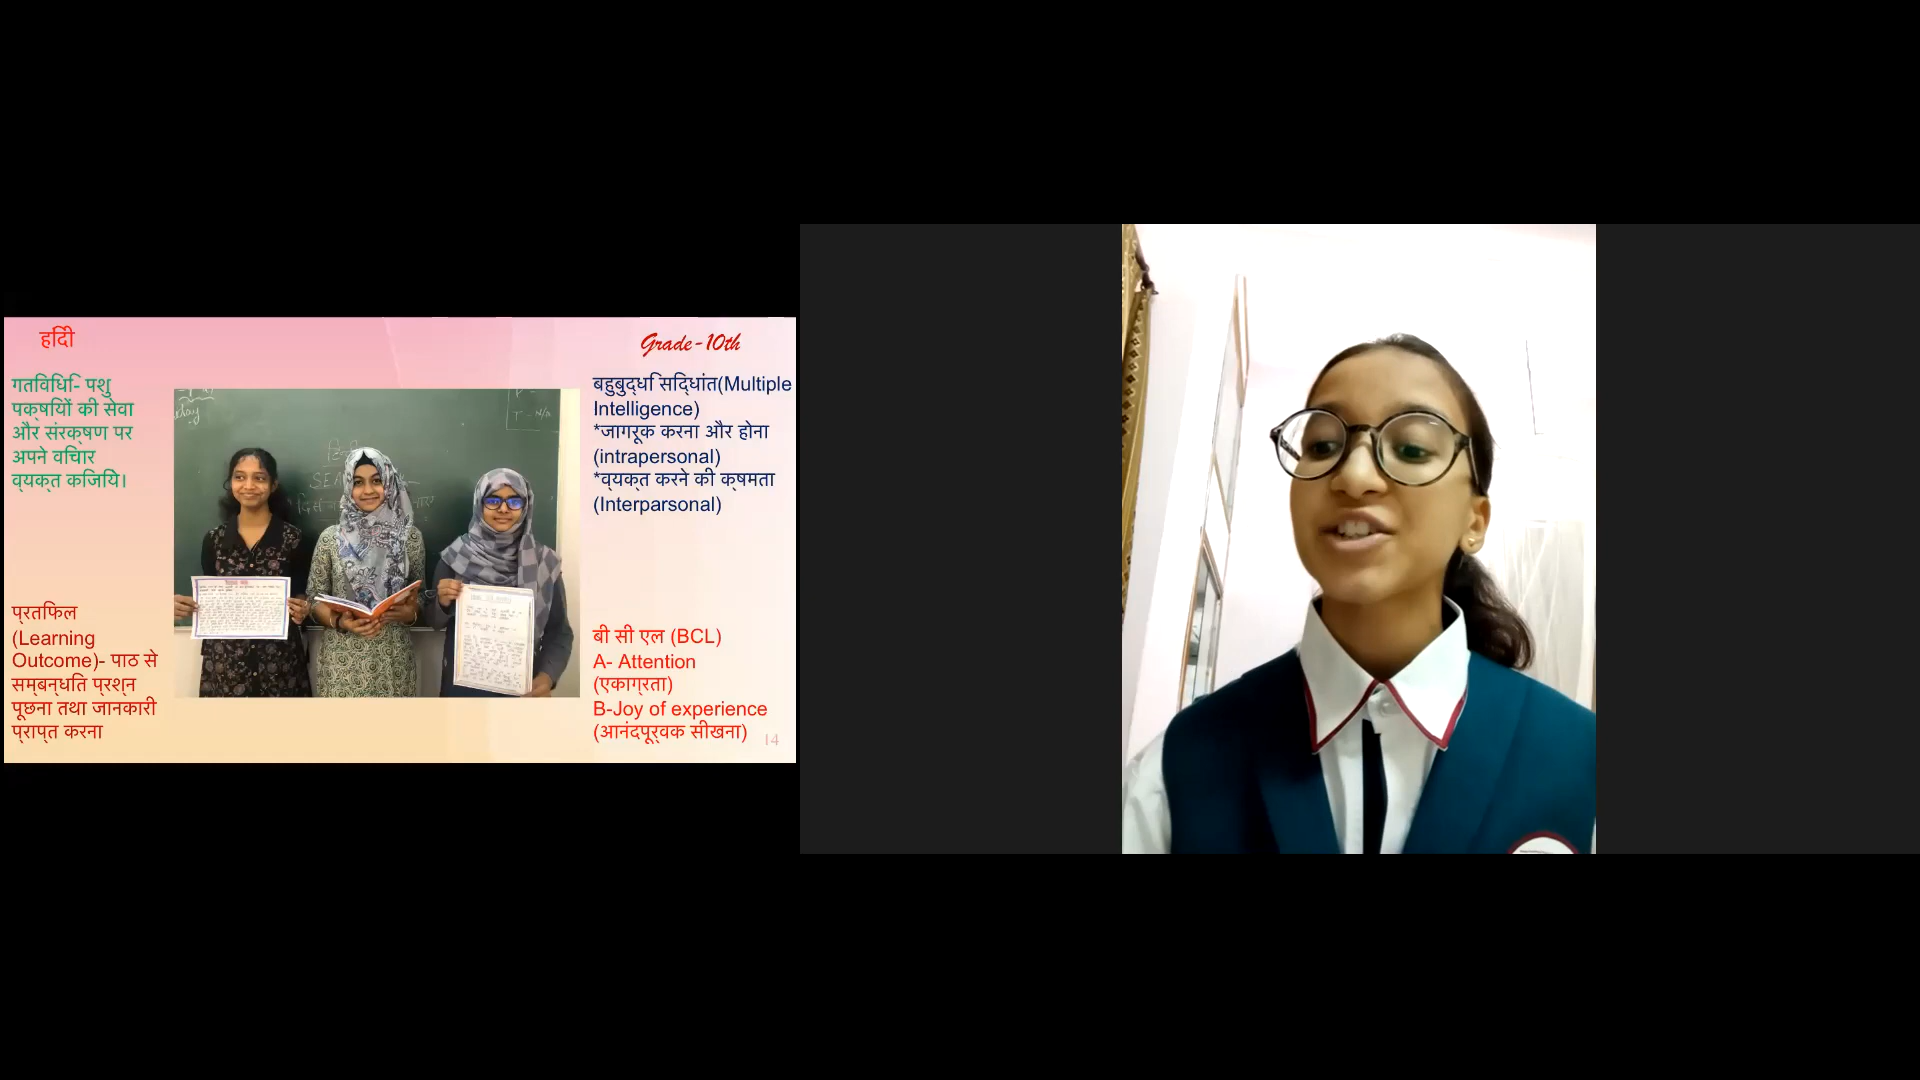 हिंदी
Grade-10th
गतिविधि- पशु
पक्षियों की सेवा
और संरक्षण पर
अपने विचार
व्यक्त कीजिये।
प्रतिफल
(Learning
Outcome)- पाठ से
सम्बन्धित प्रश्न
पूछना तथा जानकारी
प्राप्त करना
बहुबुद्धि सिद्धांत(Multiple
Intelligence)
*जागरूक करना और होना
(intrapersonal)
*व्यक्त करने की क्षमता
(Interparsonal)
बी सी एल (BCL)
A- Attention
(एकाग्रता)
B-Joy of experience
(आनंदपूर्वक सीखना)
14